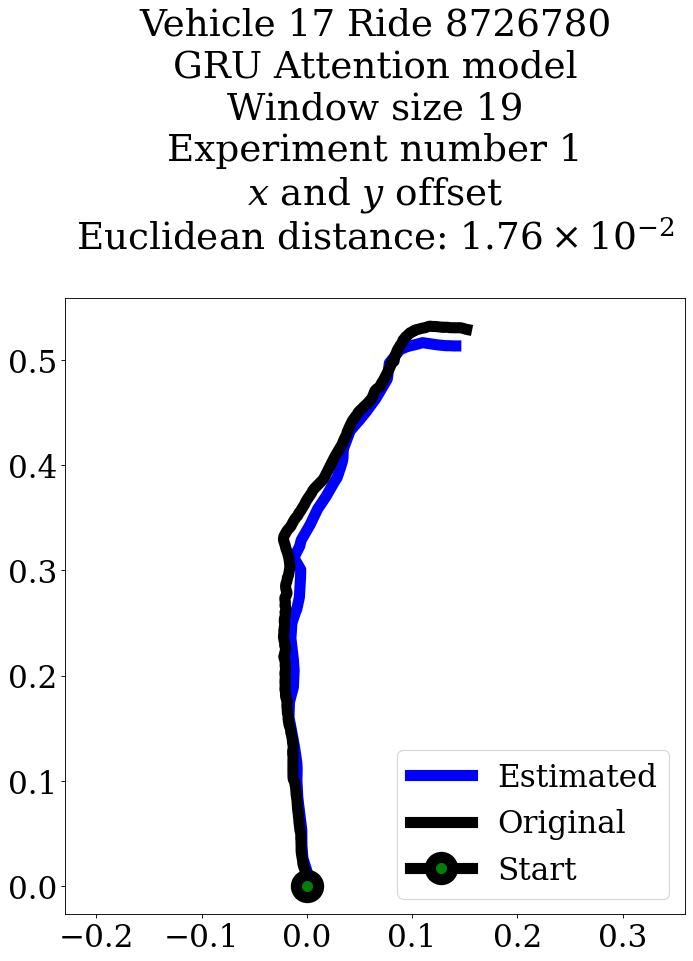 Vehicle 17 Ride 8726780
GRU Attention model
Window size 19
Experiment number 1
x and y offset
Euclidean distance: 1.76 × 10⁻²
0.5
0.4
0.3
0.2
0.1
0.0
Estimated
Original
Start
−0.2 −0.1 0.0 0.1 0.2 0.3